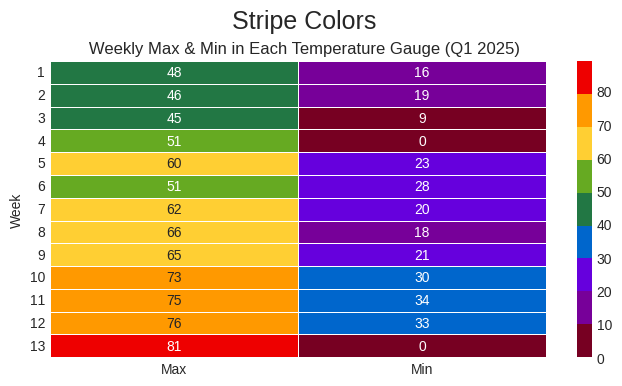 Stripe Colors
Weekly Max & Min in Each Temperature Gauge (Q1 2025)
Week
1 48 16
2 46 19
3 45 9
4 51 0
5 60 23
6 51 28
7 62 20
8 66 18
9 65 21
10 73 30
11 75 34
12 76 33
13 81 0
Max Min
80
70
60
50
40
30
20
10
0